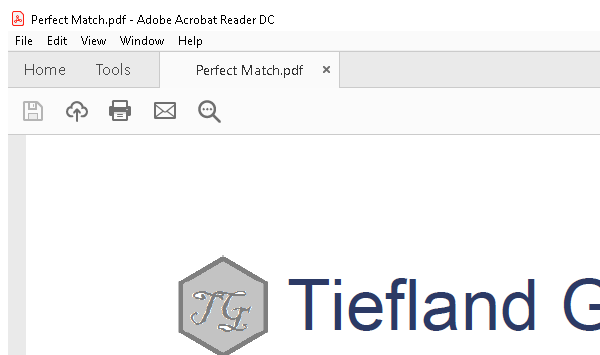 Perfect Match.pdf - Adobe Acrobat Reader DC
File Edit View Window Help
Home Tools Perfect Match.pdf ×
TG
Tiefland G